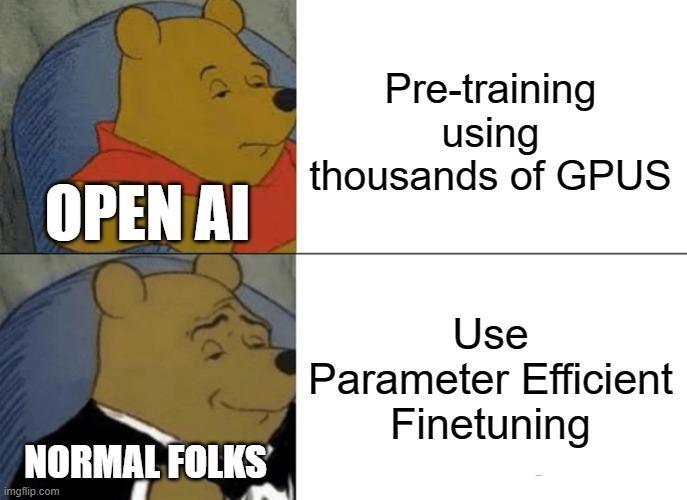 Pre-training
using
thousands of GPUS
OPEN AI
Use
Parameter Efficient
Finetuning
NORMAL FOLKS
imgflip.com